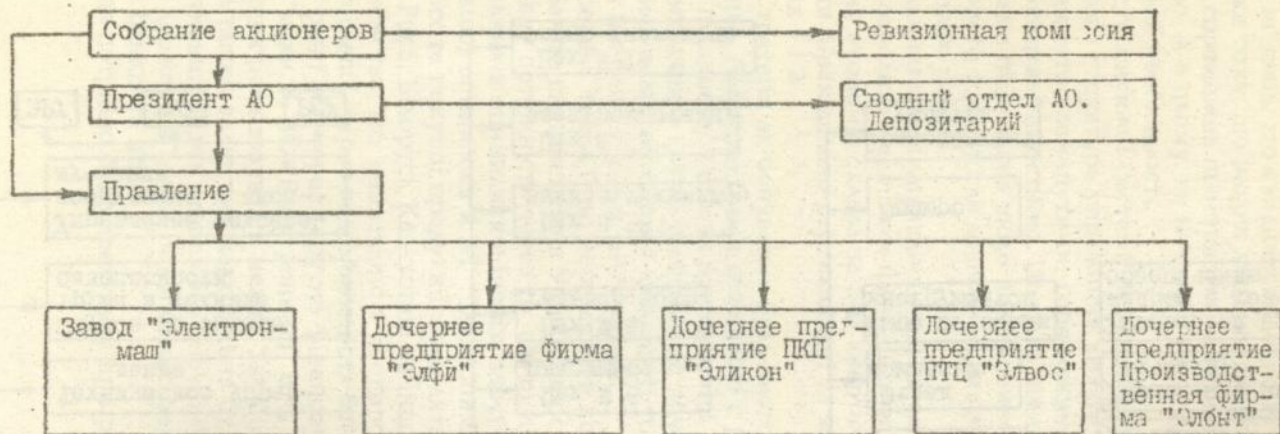 Собрание акционеров
Ревизионная комиссия
Президент АО
Сводный отдел АО.
Депозитарий
Правление
Завод "Электрон-
маш"
Дочернее
предприятие фирма
"Элфи"
Дочернее пред-
приятие ПКП
"Эликон"
Дочернее
предприятие
ПТЦ "Элвос"
Дочернее
предприятие
Производст-
венная фир-
ма "Элбыт"